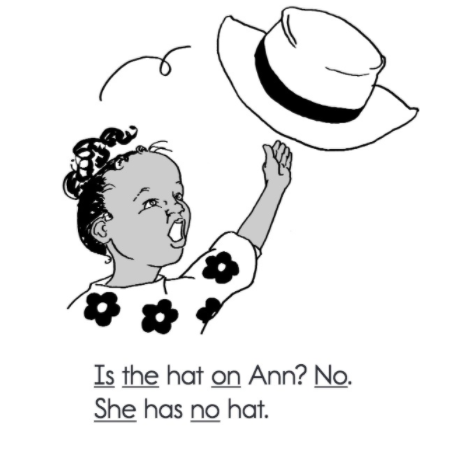 Is the hat on Ann? No.
She has no hat.